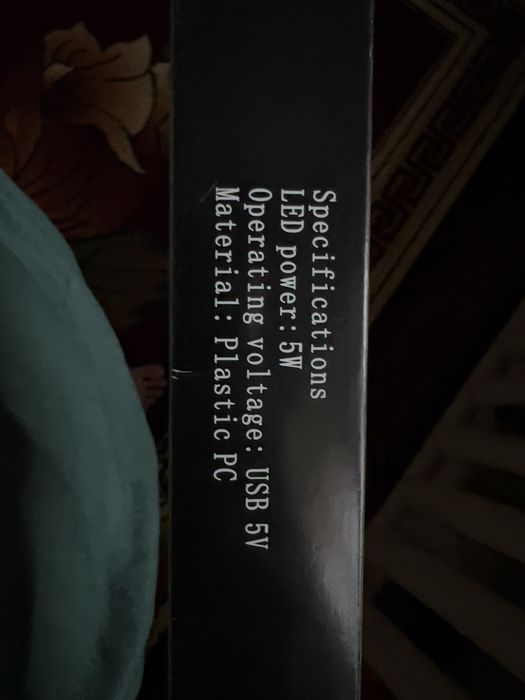 Specifications
LED power: 5W
Operating voltage: USB 5V
Material: Plastic PC